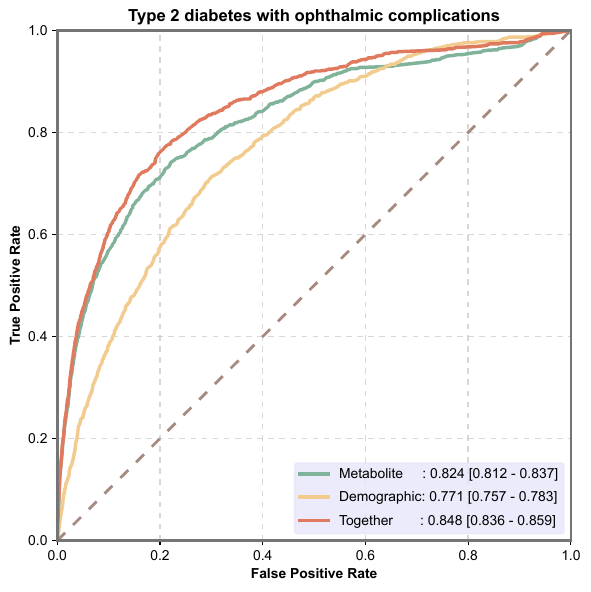 Type 2 diabetes with ophthalmic complications
True Positive Rate
1.0
0.8
0.6
0.4
0.2
0.0
Metabolite : 0.824 [0.812 - 0.837]
Demographic: 0.771 [0.757 - 0.783]
Together : 0.848 [0.836 - 0.859]
0.0 0.2 0.4 0.6 0.8 1.0
False Positive Rate